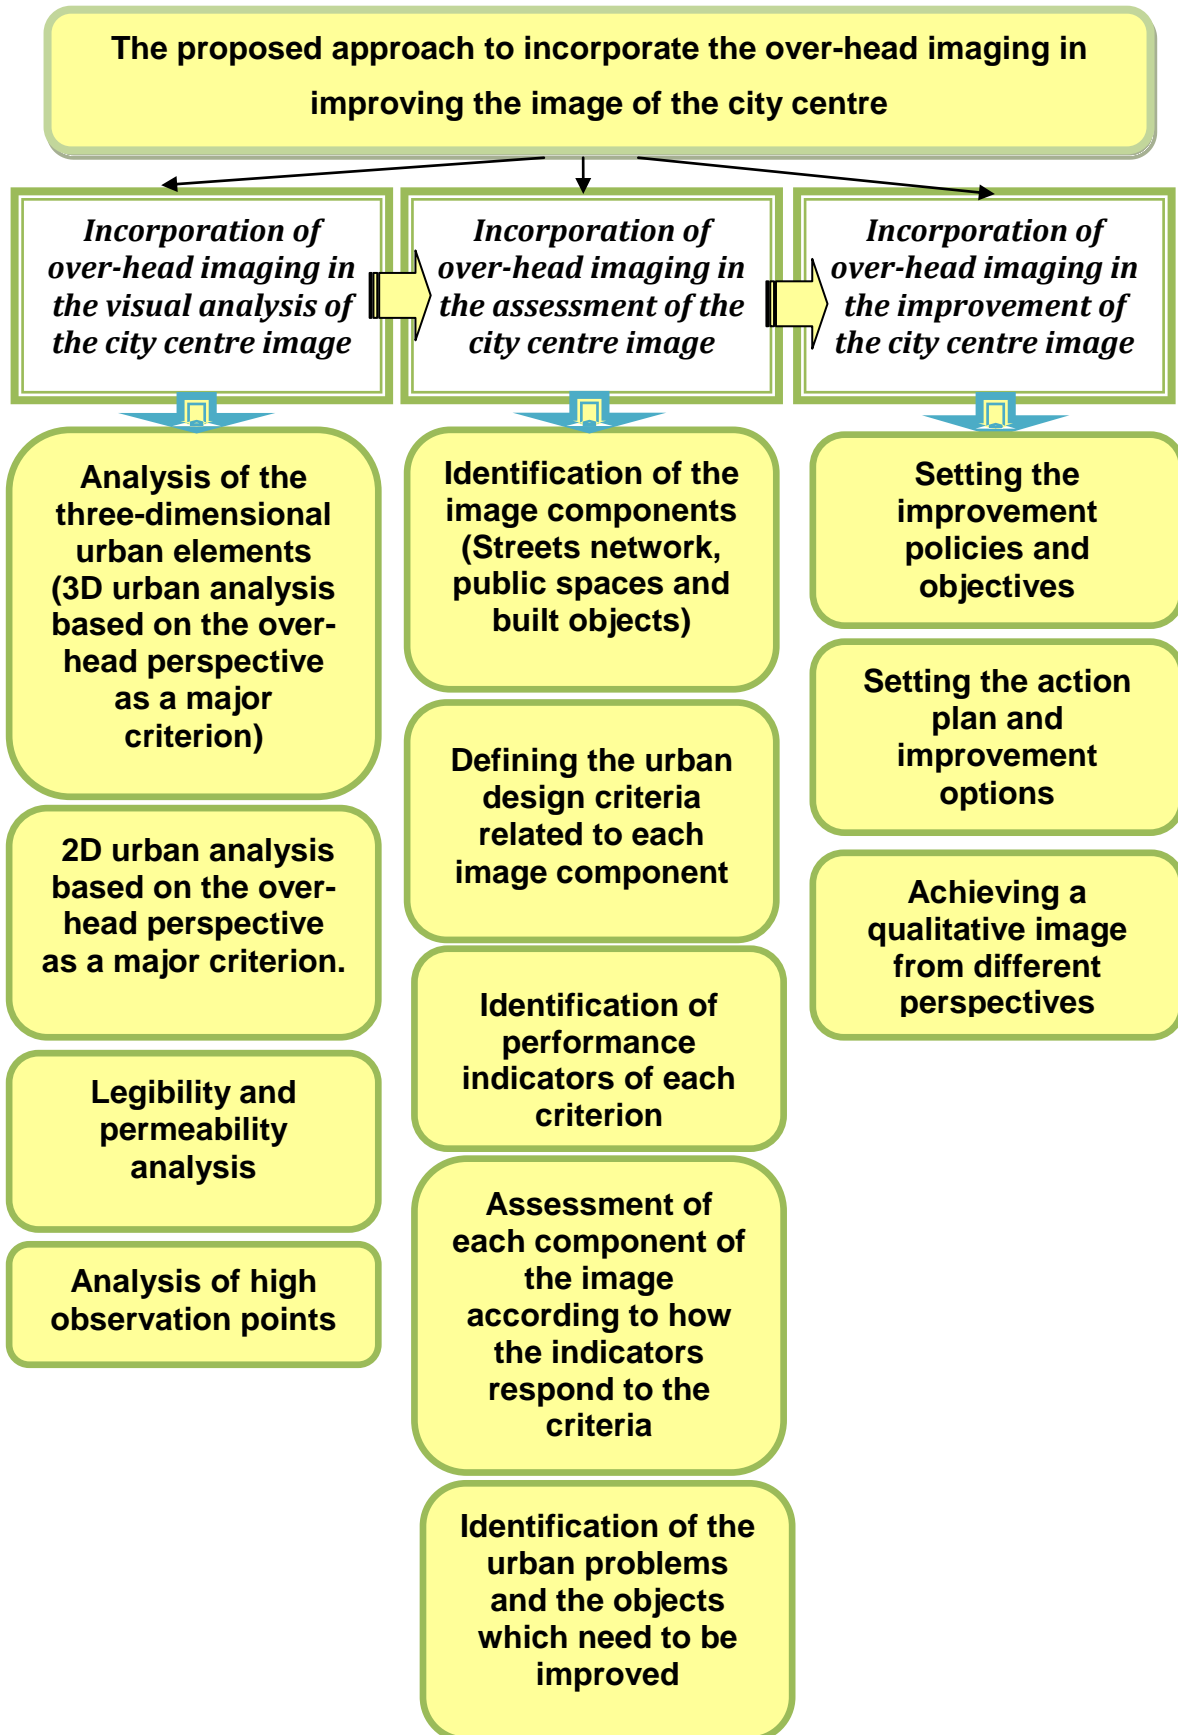 The proposed approach to incorporate the over-head imaging in
improving the image of the city centre
Incorporation of
over-head imaging in
the visual analysis of
the city centre image
Incorporation of
over-head imaging in
the assessment of the
city centre image
Incorporation of
over-head imaging in
the improvement of
the city centre image
Analysis of the
three-dimensional
urban elements
(3D urban analysis
based on the over-
head perspective
as a major
criterion)
2D urban analysis
based on the over-
head perspective
as a major criterion.
Legibility and
permeability
analysis
Analysis of high
observation points
Identification of the
image components
(Streets network,
public spaces and
built objects)
Defining the urban
design criteria
related to each
image component
Identification of
performance
indicators of each
criterion
Assessment of
each component of
the image
according to how
the indicators
respond to the
criteria
Identification of the
urban problems
and the objects
which need to be
improved
Setting the
improvement
policies and
objectives
Setting the action
plan and
improvement
options
Achieving a
qualitative image
from different
perspectives